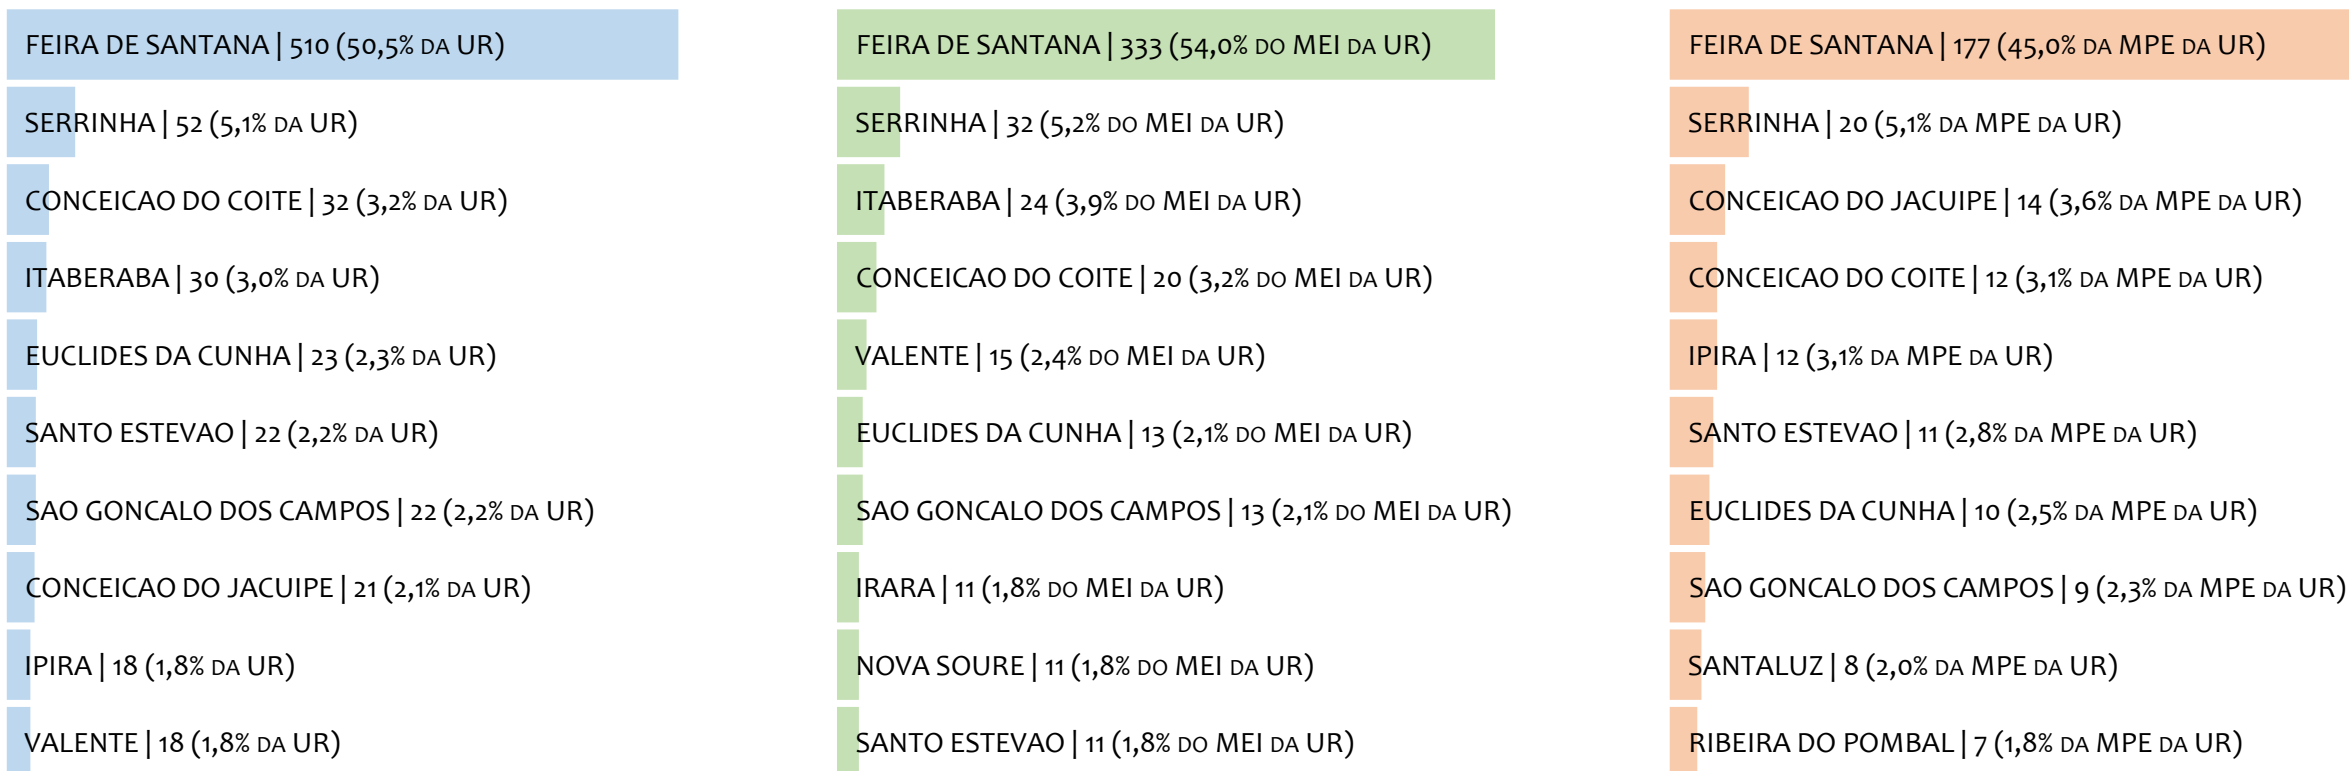 FEIRA DE SANTANA | 510 (50,5% DA UR)
SERRINHA | 52 (5,1% DA UR)
CONCEICAO DO COITE | 32 (3,2% DA UR)
ITABERABA | 30 (3,0% DA UR)
EUCLIDES DA CUNHA | 23 (2,3% DA UR)
SANTO ESTEVAO | 22 (2,2% DA UR)
SAO GONCALO DOS CAMPOS | 22 (2,2% DA UR)
CONCEICAO DO JACUIPE | 21 (2,1% DA UR)
IPIRA | 18 (1,8% DA UR)
VALENTE | 18 (1,8% DA UR)
FEIRA DE SANTANA | 333 (54,0% DO MEI DA UR)
SERRINHA | 32 (5,2% DO MEI DA UR)
ITABERABA | 24 (3,9% DO MEI DA UR)
CONCEICAO DO COITE | 20 (3,2% DO MEI DA UR)
VALENTE | 15 (2,4% DO MEI DA UR)
EUCLIDES DA CUNHA | 13 (2,1% DO MEI DA UR)
SAO GONCALO DOS CAMPOS | 13 (2,1% DO MEI DA UR)
IRARA | 11 (1,8% DO MEI DA UR)
NOVA SOURE | 11 (1,8% DO MEI DA UR)
SANTO ESTEVAO | 11 (1,8% DO MEI DA UR)
FEIRA DE SANTANA | 177 (45,0% DA MPE DA UR)
SERRINHA | 20 (5,1% DA MPE DA UR)
CONCEICAO DO JACUIPE | 14 (3,6% DA MPE DA UR)
CONCEICAO DO COITE | 12 (3,1% DA MPE DA UR)
IPIRA | 12 (3,1% DA MPE DA UR)
SANTO ESTEVAO | 11 (2,8% DA MPE DA UR)
EUCLIDES DA CUNHA | 10 (2,5% DA MPE DA UR)
SAO GONCALO DOS CAMPOS | 9 (2,3% DA MPE DA UR)
SANTALUZ | 8 (2,0% DA MPE DA UR)
RIBEIRA DO POMBAL | 7 (1,8% DA MPE DA UR)